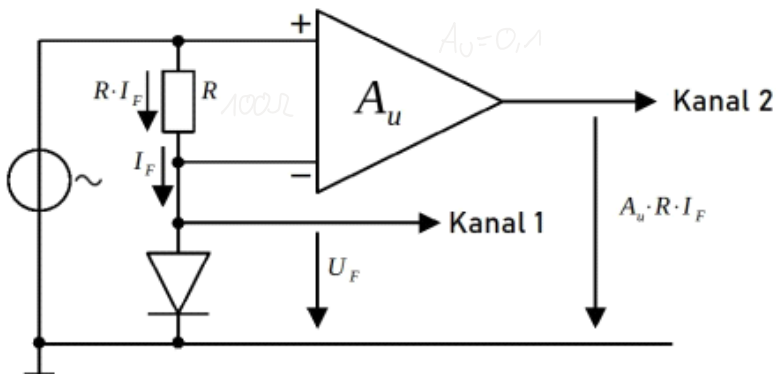 +
A_U=0,1
R·I_F
R
100Ω
A_u
Kanal 2
I_F
−
~
Kanal 1
A_u·R·I_F
U_F